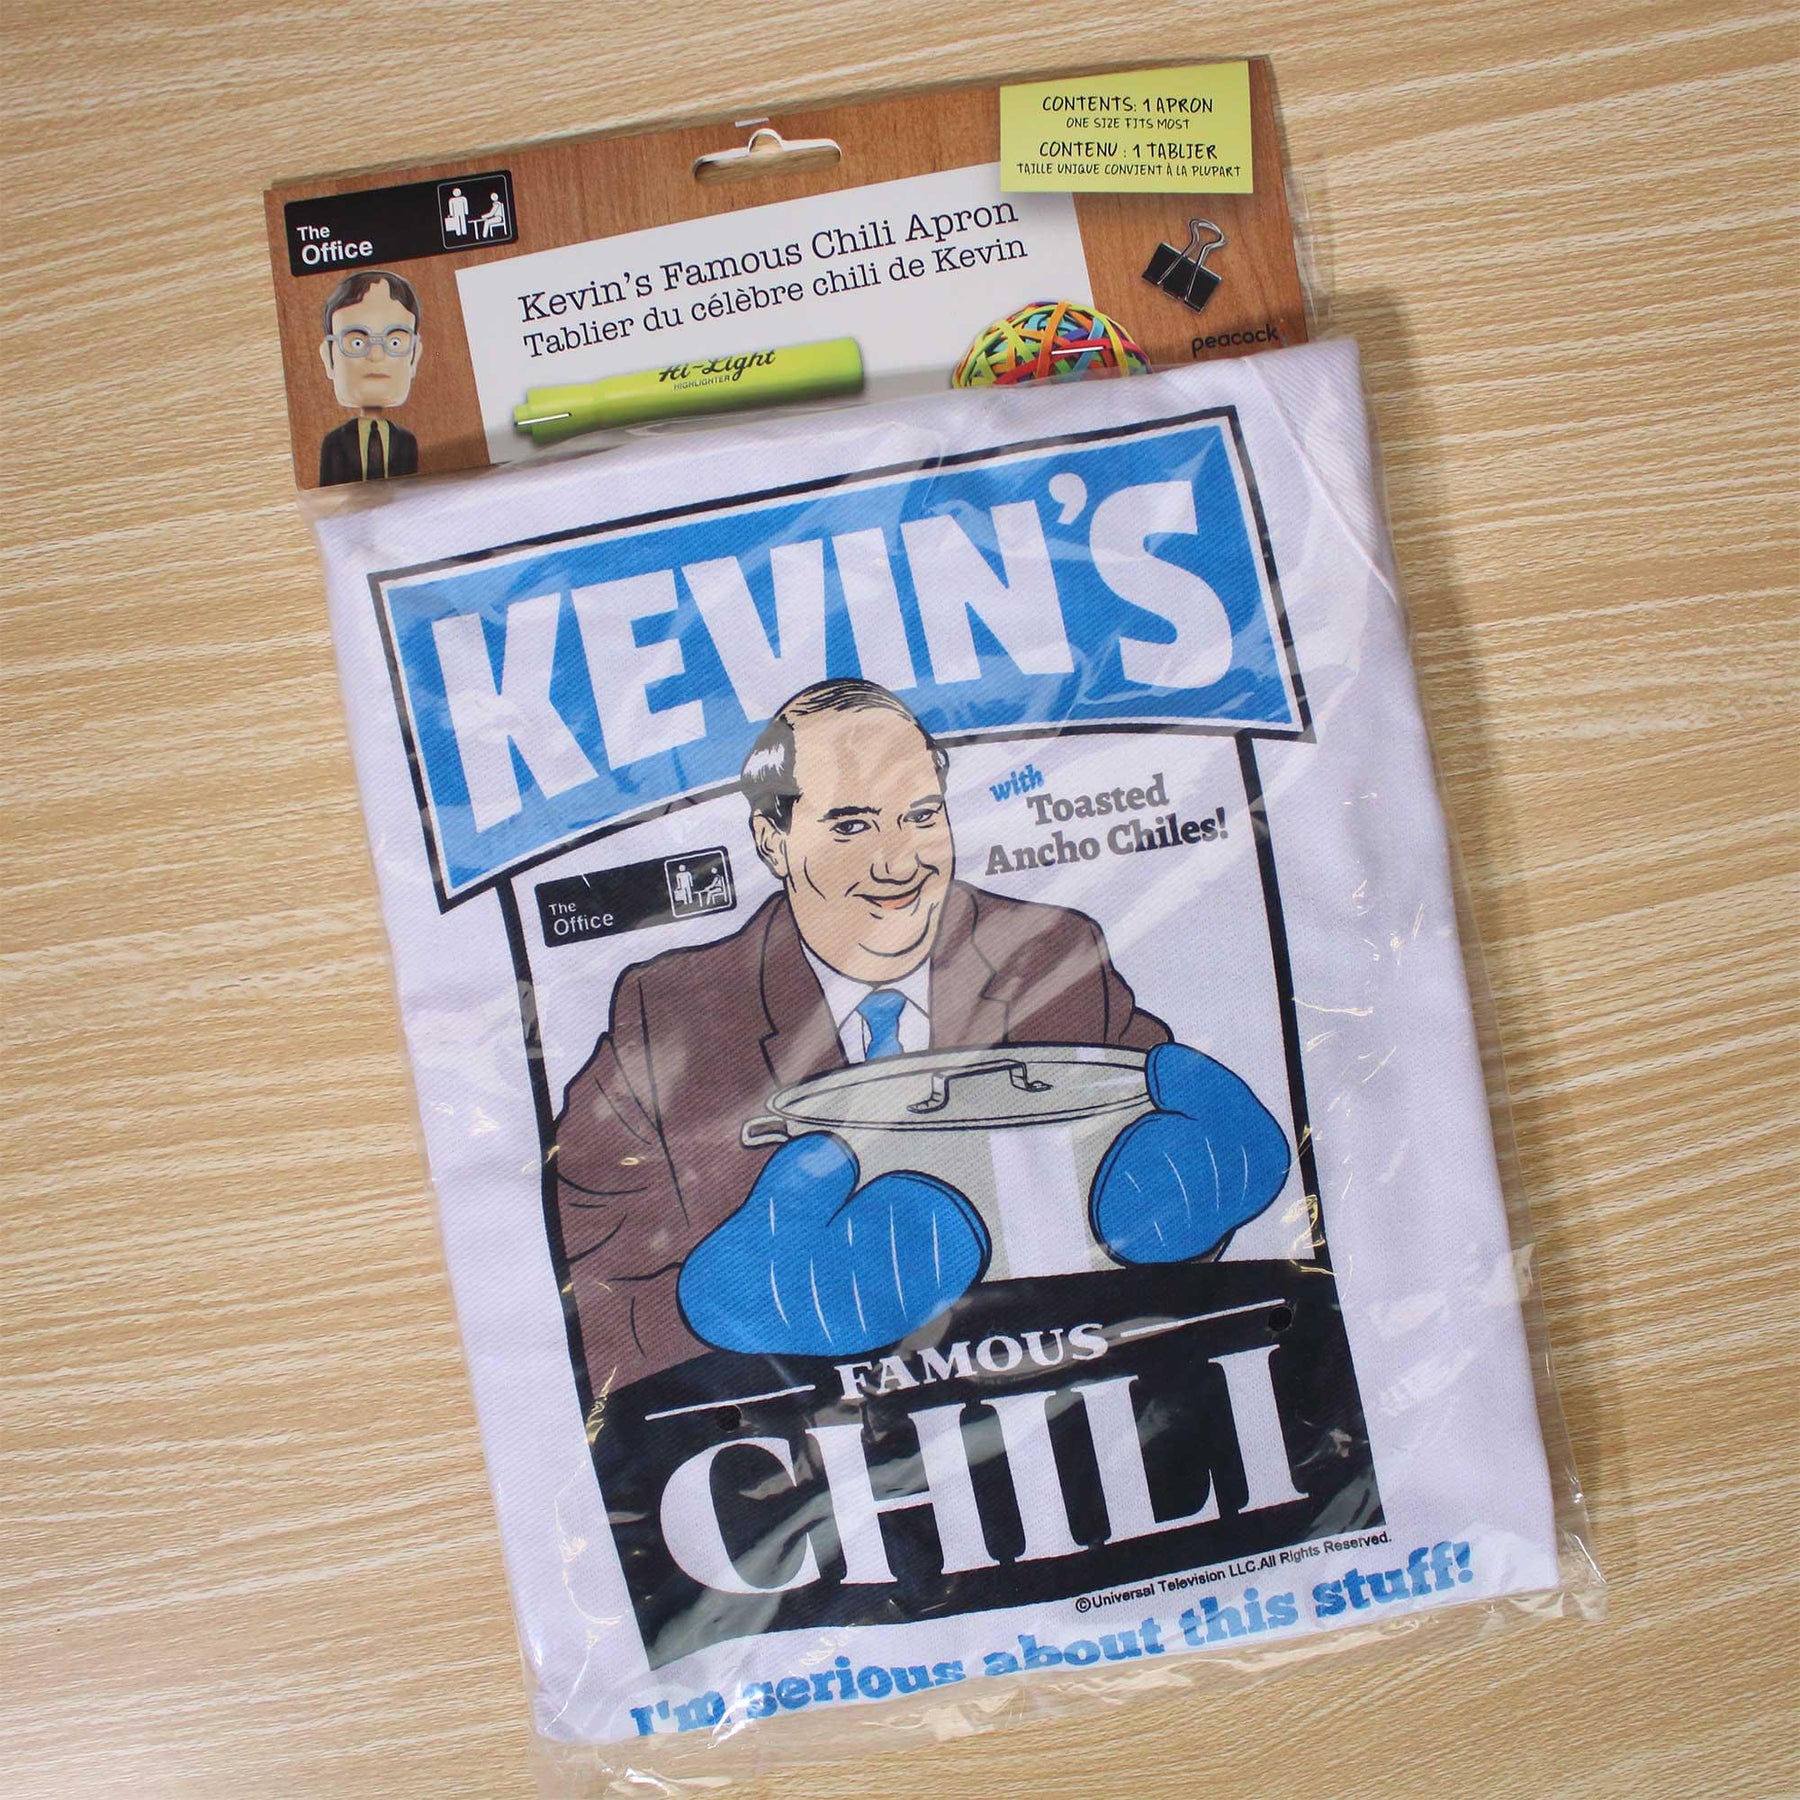 The
Office
CONTENTS: 1 APRON
ONE SIZE FITS MOST
CONTENU : 1 TABLIER
TAILLE UNIQUE CONVIENT À LA PLUPART
Kevin's Famous Chili Apron
Tablier du célèbre chili de Kevin
Hi-Light
HIGHLIGHTER
peacock
KEVIN'S
with
Toasted
Ancho Chiles!
The
Office
FAMOUS
CHILI
©Universal Television LLC.All Rights Reserved.
I'm serious about this stuff!